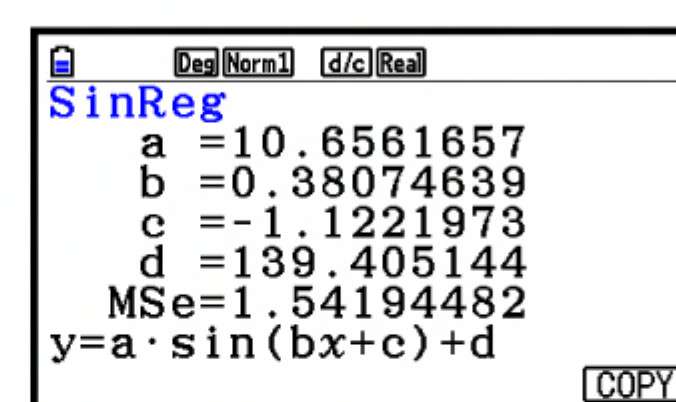 Deg Norm1 d/c Real
SinReg
a =10.6561657
b =0.38074639
c =-1.1221973
d =139.405144
MSe=1.54194482
y=a·sin(bx+c)+d
COPY